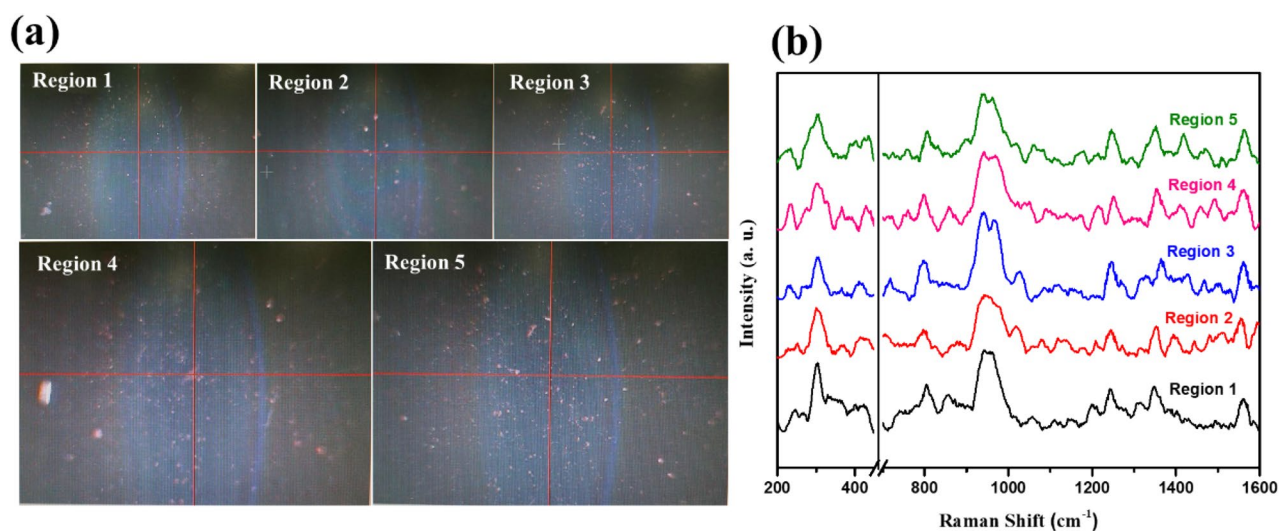 (a)
Region 1
Region 2
Region 3
Region 4
Region 5
(b)
Intensity (a. u.)
Region 5
Region 4
Region 3
Region 2
Region 1
200 400 800 1000 1200 1400 1600
Raman Shift (cm⁻¹)